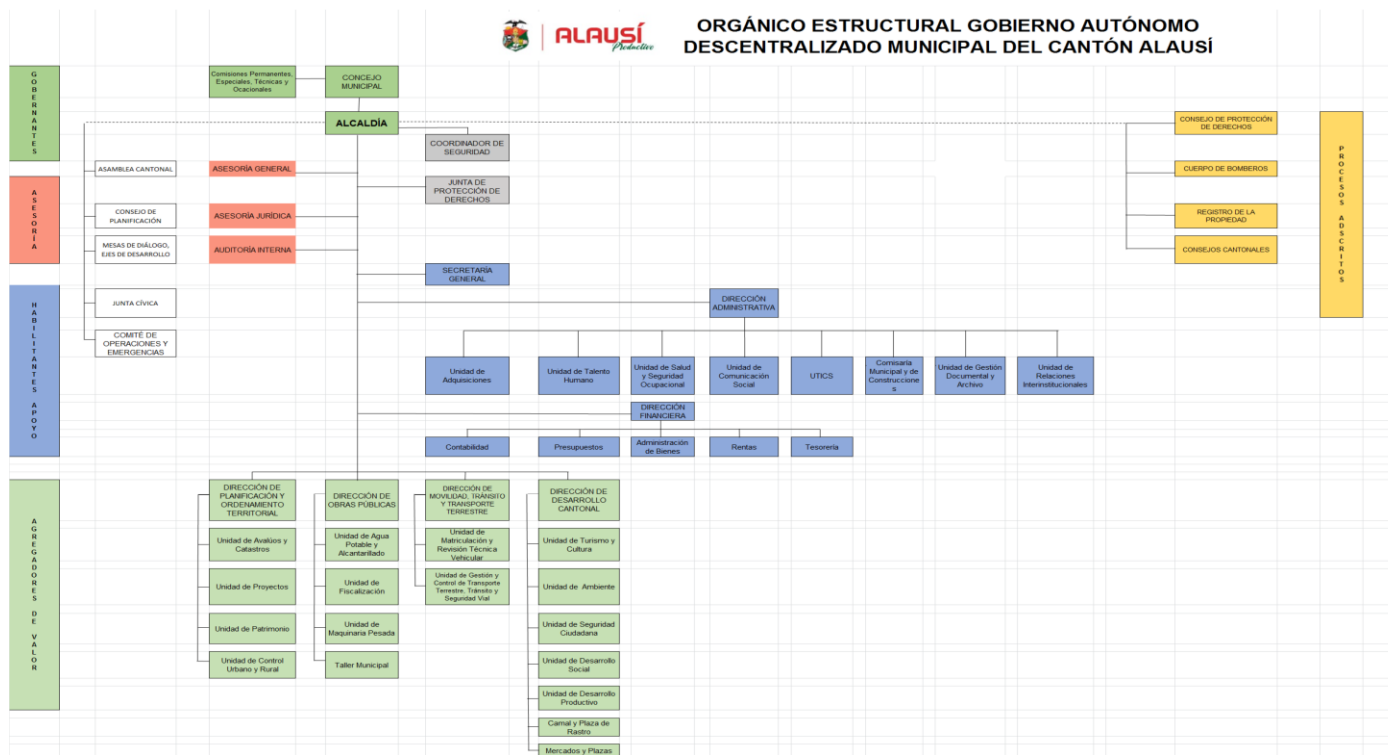 ALAUSÍ
Productivo
ORGÁNICO ESTRUCTURAL GOBIERNO AUTÓNOMO
DESCENTRALIZADO MUNICIPAL DEL CANTÓN ALAUSÍ
GOBERNANTES
Comisiones Permanentes,
Especiales, Técnicas y
Ocacionales
CONCEJO
MUNICIPAL
ALCALDÍA
COORDINADOR DE
SEGURIDAD
CONSEJO DE PROTECCIÓN
DE DERECHOS
PROCESOS ADSCRITOS
ASESORÍA
ASAMBLEA CANTONAL
ASESORÍA GENERAL
CUERPO DE BOMBEROS
JUNTA DE
PROTECCIÓN DE
DERECHOS
CONSEJO DE
PLANIFICACIÓN
ASESORÍA JURÍDICA
REGISTRO DE LA
PROPIEDAD
MESAS DE DIÁLOGO,
EJES DE DESARROLLO
AUDITORÍA INTERNA
CONSEJOS CANTONALES
SECRETARÍA
GENERAL
HABILITANTES APOYO
JUNTA CÍVICA
DIRECCIÓN
ADMINISTRATIVA
COMITÉ DE
OPERACIONES Y
EMERGENCIAS
Unidad de
Adquisiciones
Unidad de Talento
Humano
Unidad de Salud
y Seguridad
Ocupacional
Unidad de
Comunicación
Social
UTICS
Comisaría
Municipal y de
Construccione
s
Unidad de Gestión
Documental y
Archivo
Unidad de
Relaciones
Interinstitucionales
DIRECCIÓN
FINANCIERA
Contabilidad
Presupuestos
Administración
de Bienes
Rentas
Tesorería
AGREGADORES DE VALOR
DIRECCIÓN DE
PLANIFICACIÓN Y
ORDENAMIENTO
TERRITORIAL
DIRECCIÓN DE
OBRAS PÚBLICAS
DIRECCIÓN DE
MOVILIDAD, TRÁNSITO
Y TRANSPORTE
TERRESTRE
DIRECCIÓN DE
DESARROLLO
CANTONAL
Unidad de Avalúos y
Catastros
Unidad de Agua
Potable y
Alcantarillado
Unidad de
Matriculación y
Revisión Técnica
Vehicular
Unidad de Turismo y
Cultura
Unidad de Proyectos
Unidad de
Fiscalización
Unidad de Gestión y
Control de Transporte
Terrestre, Tránsito y
Seguridad Vial
Unidad de Ambiente
Unidad de Patrimonio
Unidad de
Maquinaria Pesada
Unidad de Seguridad
Ciudadana
Unidad de Control
Urbano y Rural
Taller Municipal
Unidad de Desarrollo
Social
Unidad de Desarrollo
Productivo
Camal y Plaza de
Rastro
Mercados y Plazas